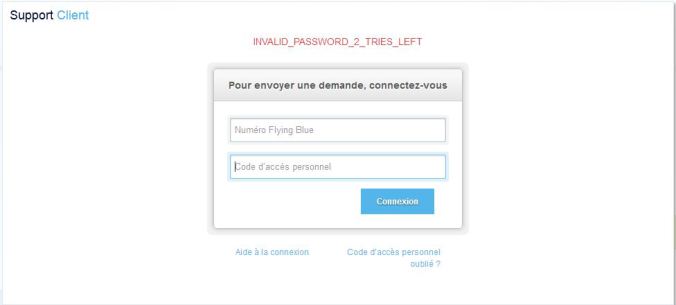 Support Client
INVALID_PASSWORD_2_TRIES_LEFT
Pour envoyer une demande, connectez-vous
Numéro Flying Blue
Code d'accès personnel
Connexion
Aide à la connexion
Code d'accès personnel
oublié ?